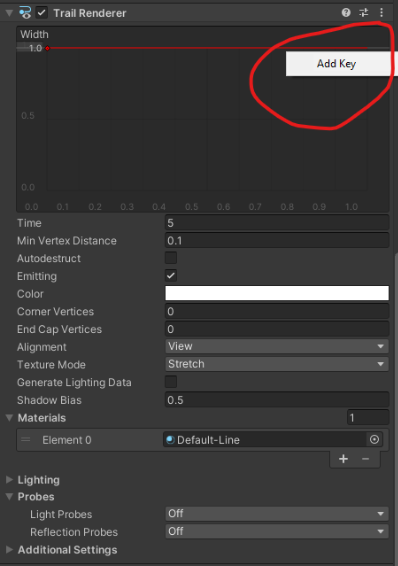 Trail Renderer
Width
1.0
Add Key
0.5
0.0
0.0 0.1 0.2 0.3 0.4 0.5 0.6 0.7 0.8 0.9 1.0
Time 5
Min Vertex Distance 0.1
Autodestruct
Emitting
Color
Corner Vertices 0
End Cap Vertices 0
Alignment View
Texture Mode Stretch
Generate Lighting Data
Shadow Bias 0.5
Materials 1
Element 0 Default-Line
Lighting
Probes
Light Probes Off
Reflection Probes Off
Additional Settings